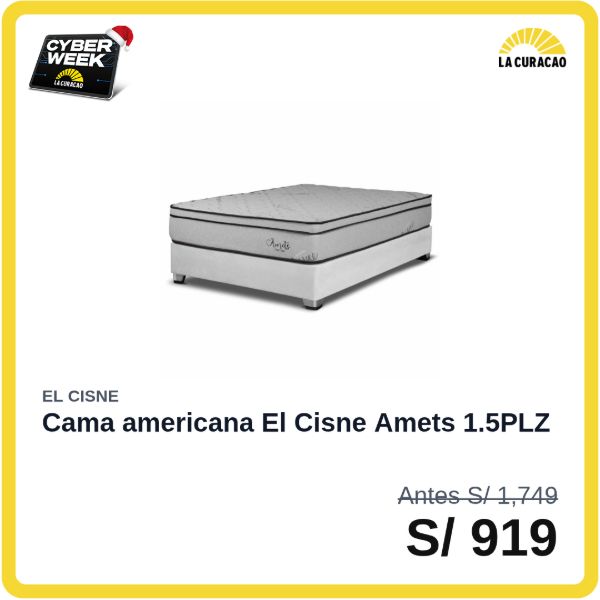 CYBER
WEEK
LA CURACAO
LA CURACAO
Amets
EL CISNE
Cama americana El Cisne Amets 1.5PLZ
Antes S/ 1,749
S/ 919